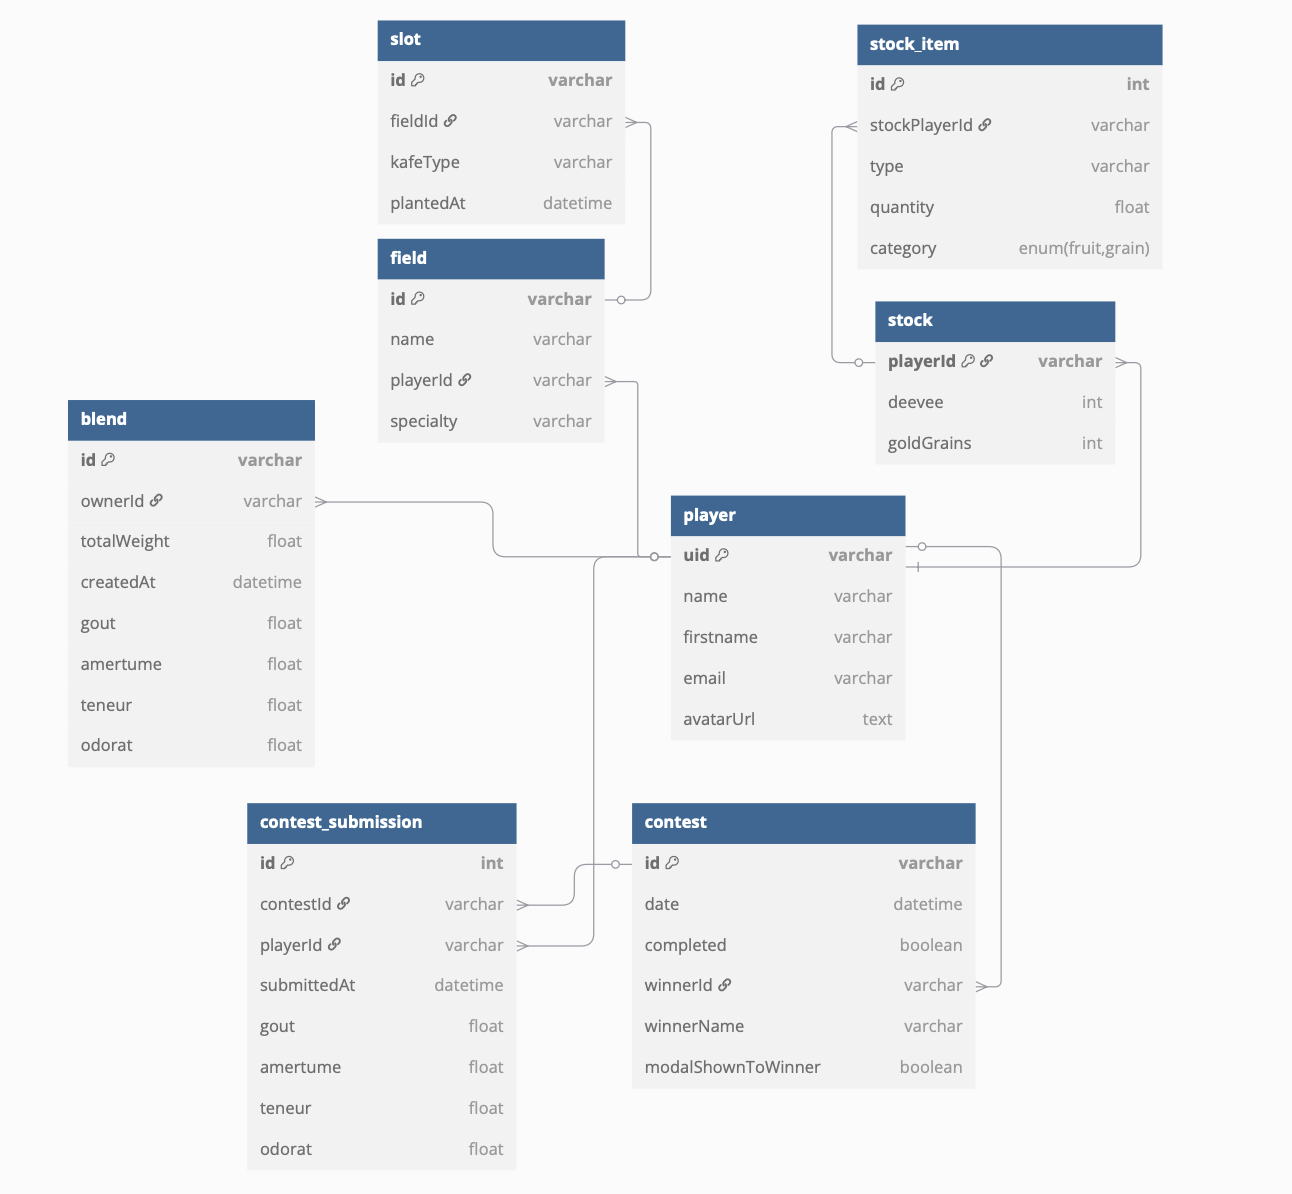 slot
id varchar
fieldId varchar
kafeType varchar
plantedAt datetime
stock_item
id int
stockPlayerId varchar
type varchar
quantity float
category enum(fruit,grain)
field
id varchar
name varchar
playerId varchar
specialty varchar
stock
playerId varchar
deevee int
goldGrains int
blend
id varchar
ownerId varchar
totalWeight float
createdAt datetime
gout float
amertume float
teneur float
odorat float
player
uid varchar
name varchar
firstname varchar
email varchar
avatarUrl text
contest_submission
id int
contestId varchar
playerId varchar
submittedAt datetime
gout float
amertume float
teneur float
odorat float
contest
id varchar
date datetime
completed boolean
winnerId varchar
winnerName varchar
modalShownToWinner boolean